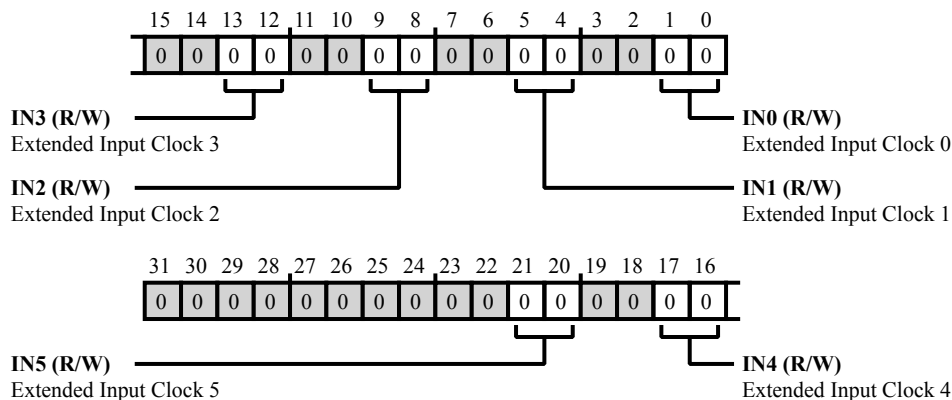 15 14 13 12 11 10 9 8 7 6 5 4 3 2 1 0
0 0 0 0 0 0 0 0 0 0 0 0 0 0 0 0
IN3 (R/W) IN0 (R/W)
Extended Input Clock 3 Extended Input Clock 0
IN2 (R/W) IN1 (R/W)
Extended Input Clock 2 Extended Input Clock 1
31 30 29 28 27 26 25 24 23 22 21 20 19 18 17 16
0 0 0 0 0 0 0 0 0 0 0 0 0 0 0 0
IN5 (R/W) IN4 (R/W)
Extended Input Clock 5 Extended Input Clock 4